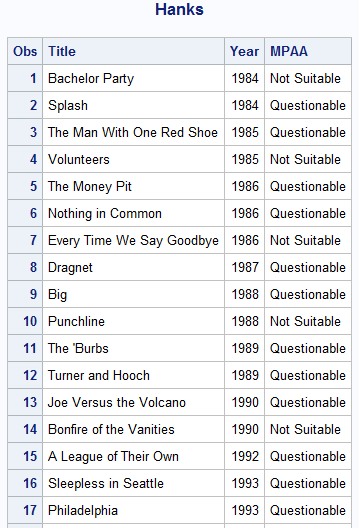 Hanks
Obs Title Year MPAA
1 Bachelor Party 1984 Not Suitable
2 Splash 1984 Questionable
3 The Man With One Red Shoe 1985 Questionable
4 Volunteers 1985 Not Suitable
5 The Money Pit 1986 Questionable
6 Nothing in Common 1986 Questionable
7 Every Time We Say Goodbye 1986 Not Suitable
8 Dragnet 1987 Questionable
9 Big 1988 Questionable
10 Punchline 1988 Not Suitable
11 The 'Burbs 1989 Questionable
12 Turner and Hooch 1989 Questionable
13 Joe Versus the Volcano 1990 Questionable
14 Bonfire of the Vanities 1990 Not Suitable
15 A League of Their Own 1992 Questionable
16 Sleepless in Seattle 1993 Questionable
17 Philadelphia 1993 Questionable